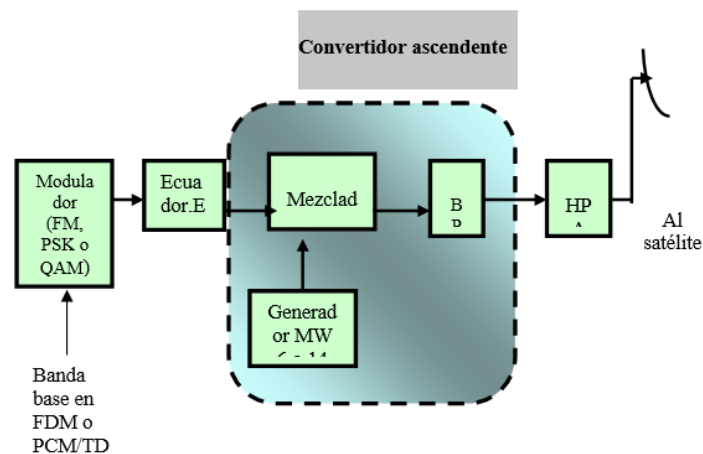 Convertidor ascendente
Modula
dor
(FM,
PSK o
QAM)
Ecua
dor.E
Mezclad
B
HP
Al
satélite
Generad
or MW
Banda
base en
FDM o
PCM/TD